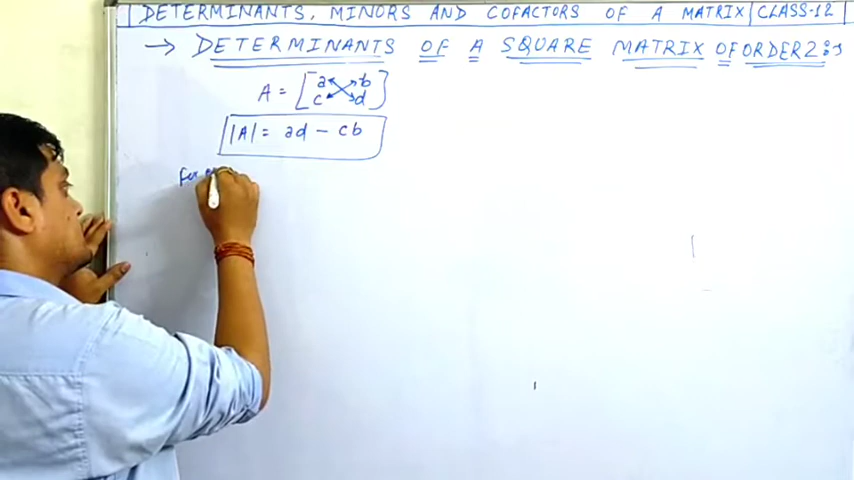 DETERMINANTS, MINORS AND COFACTORS OF A MATRIX | CLASS-12
→ DETERMINANTS OF A SQUARE MATRIX OF ORDER 2:→
A = [a b
c d]
|A| = ad - cb
For